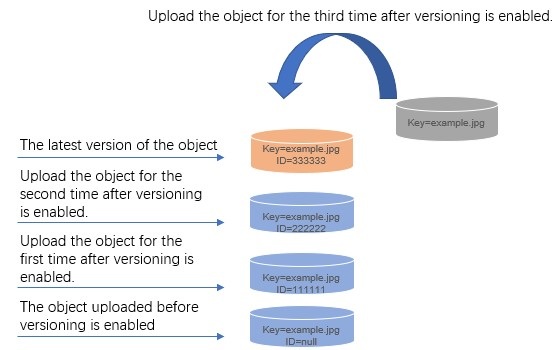 Upload the object for the third time after versioning is enabled.
Key=example.jpg
The latest version of the object
Key=example.jpg
ID=333333
Upload the object for the
second time after versioning
is enabled.
Key=example.jpg
ID=222222
Upload the object for the
first time after versioning is
enabled.
Key=example.jpg
ID=111111
The object uploaded before
versioning is enabled
Key=example.jpg
ID=null